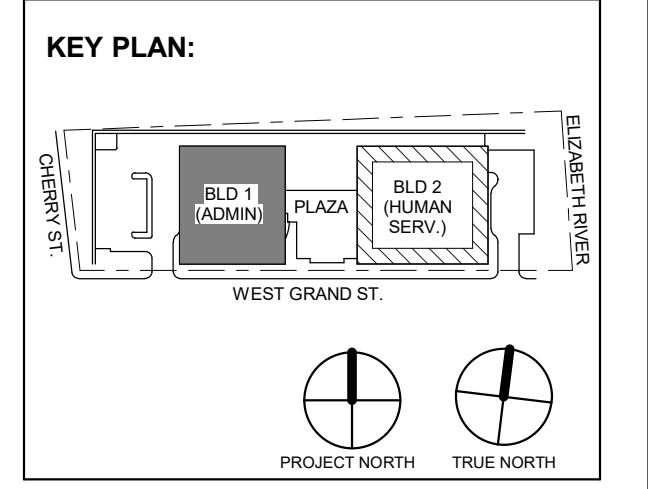 KEY PLAN:
CHERRY ST.
BLD 1
(ADMIN)
PLAZA
BLD 2
(HUMAN
SERV.)
ELIZABETH RIVER
WEST GRAND ST.
PROJECT NORTH
TRUE NORTH